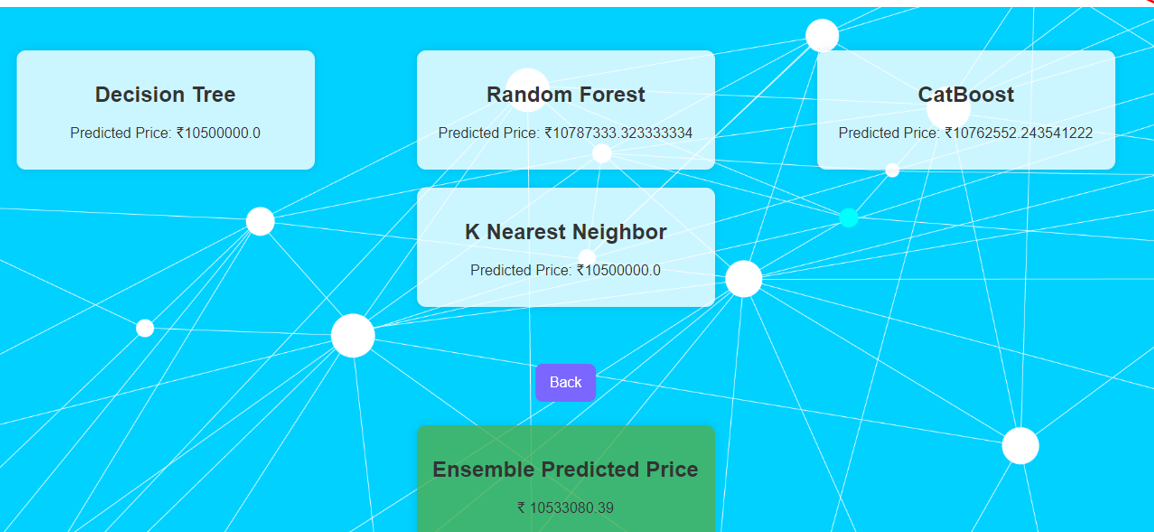 Decision Tree
Predicted Price: ₹10500000.0
Random Forest
Predicted Price: ₹10787333.323333334
CatBoost
Predicted Price: ₹10762552.243541222
K Nearest Neighbor
Predicted Price: ₹10500000.0
Back
Ensemble Predicted Price
₹ 10533080.39